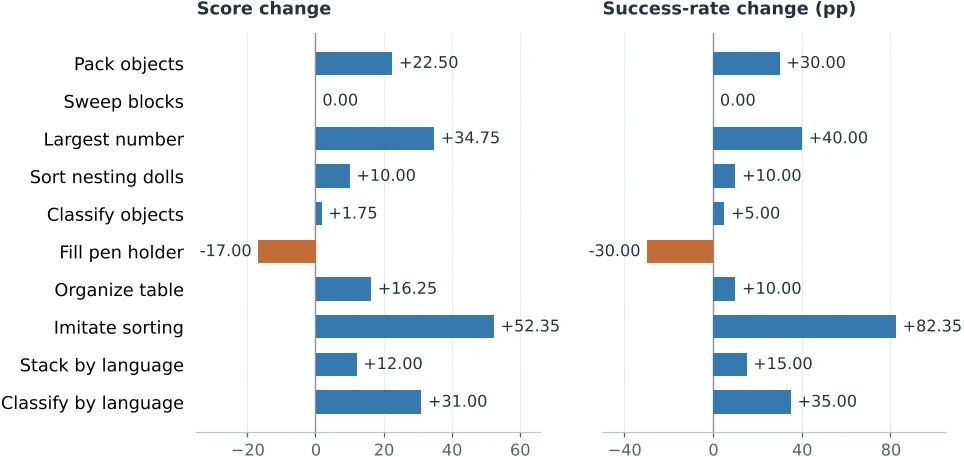 Score change Success-rate change (pp)
Pack objects +22.50 +30.00
Sweep blocks 0.00 0.00
Largest number +34.75 +40.00
Sort nesting dolls +10.00 +10.00
Classify objects +1.75 +5.00
Fill pen holder -17.00 -30.00
Organize table +16.25 +10.00
Imitate sorting +52.35 +82.35
Stack by language +12.00 +15.00
Classify by language +31.00 +35.00
−20 0 20 40 60 −40 0 40 80